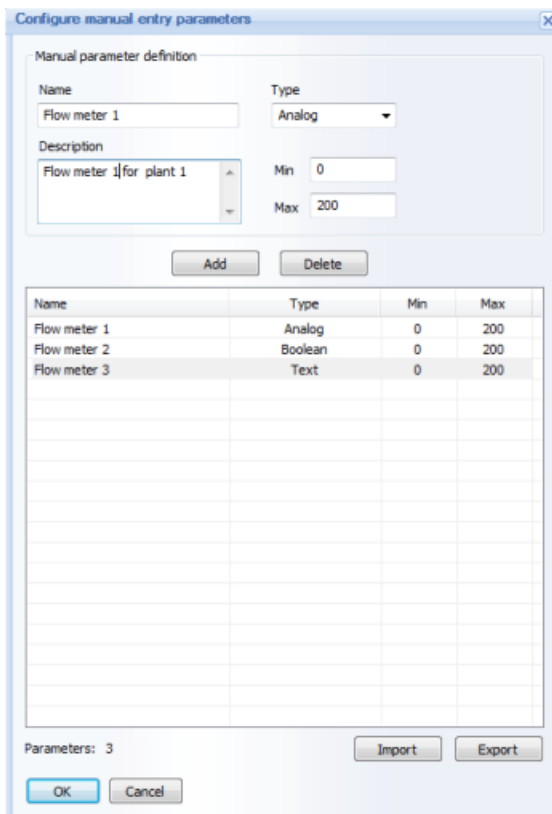 Configure manual entry parameters
Manual parameter definition
Name Type
Flow meter 1 Analog
Description
Flow meter 1 for plant 1 Min 0
Max 200
Add Delete
Name Type Min Max
Flow meter 1 Analog 0 200
Flow meter 2 Boolean 0 200
Flow meter 3 Text 0 200
Parameters: 3 Import Export
OK Cancel